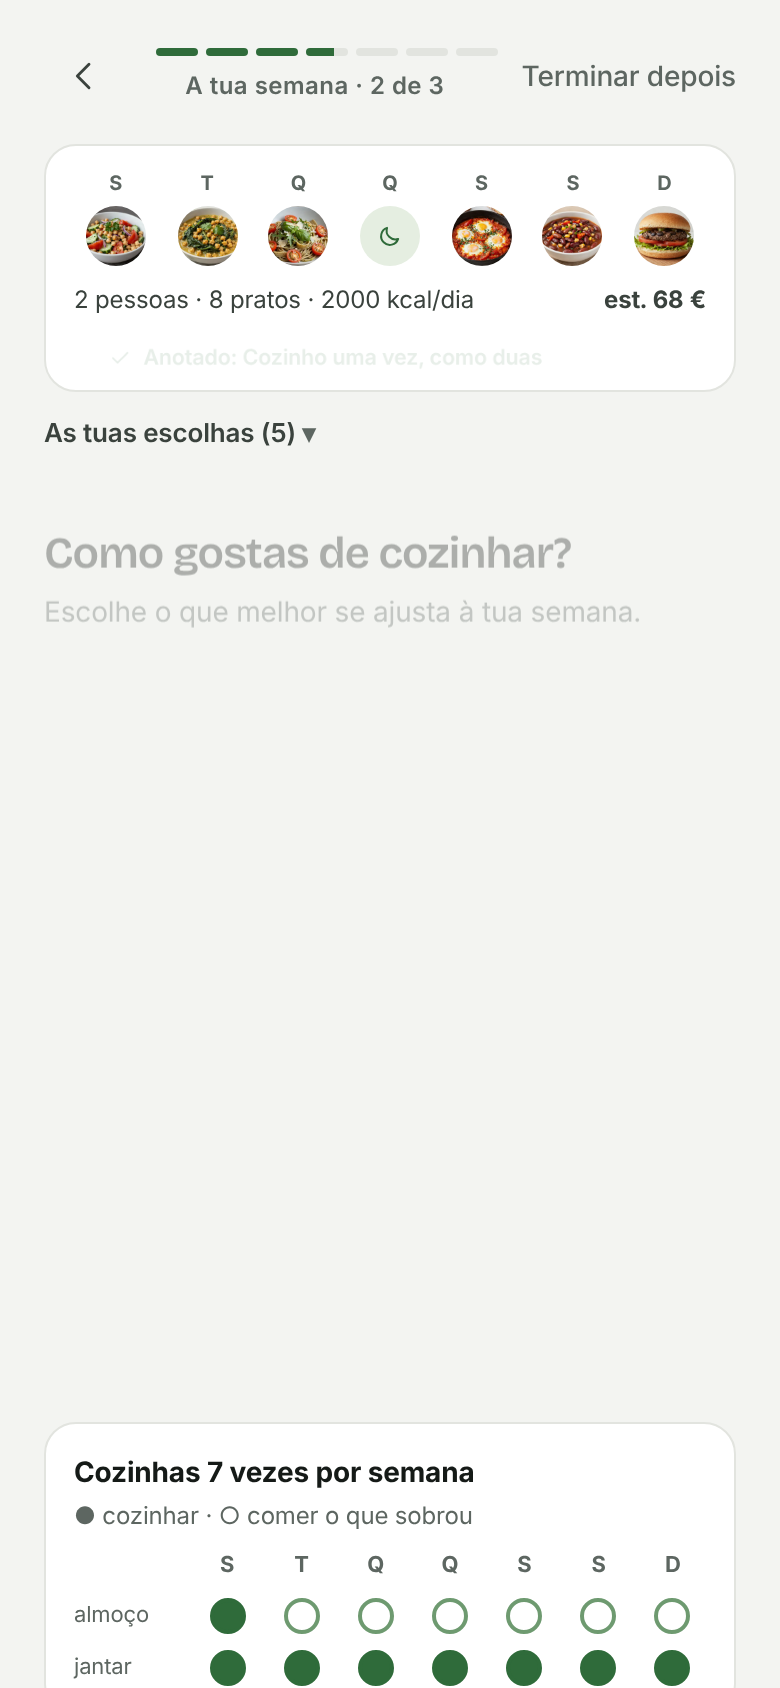 A tua semana · 2 de 3
Terminar depois
S T Q Q S S D
2 pessoas · 8 pratos · 2000 kcal/dia est. 68 €
Anotado: Cozinho uma vez, como duas
As tuas escolhas (5) ▾
Como gostas de cozinhar?
Escolhe o que melhor se ajusta à tua semana.
Cozinhas 7 vezes por semana
● cozinhar · ○ comer o que sobrou
S T Q Q S S D
almoço
jantar